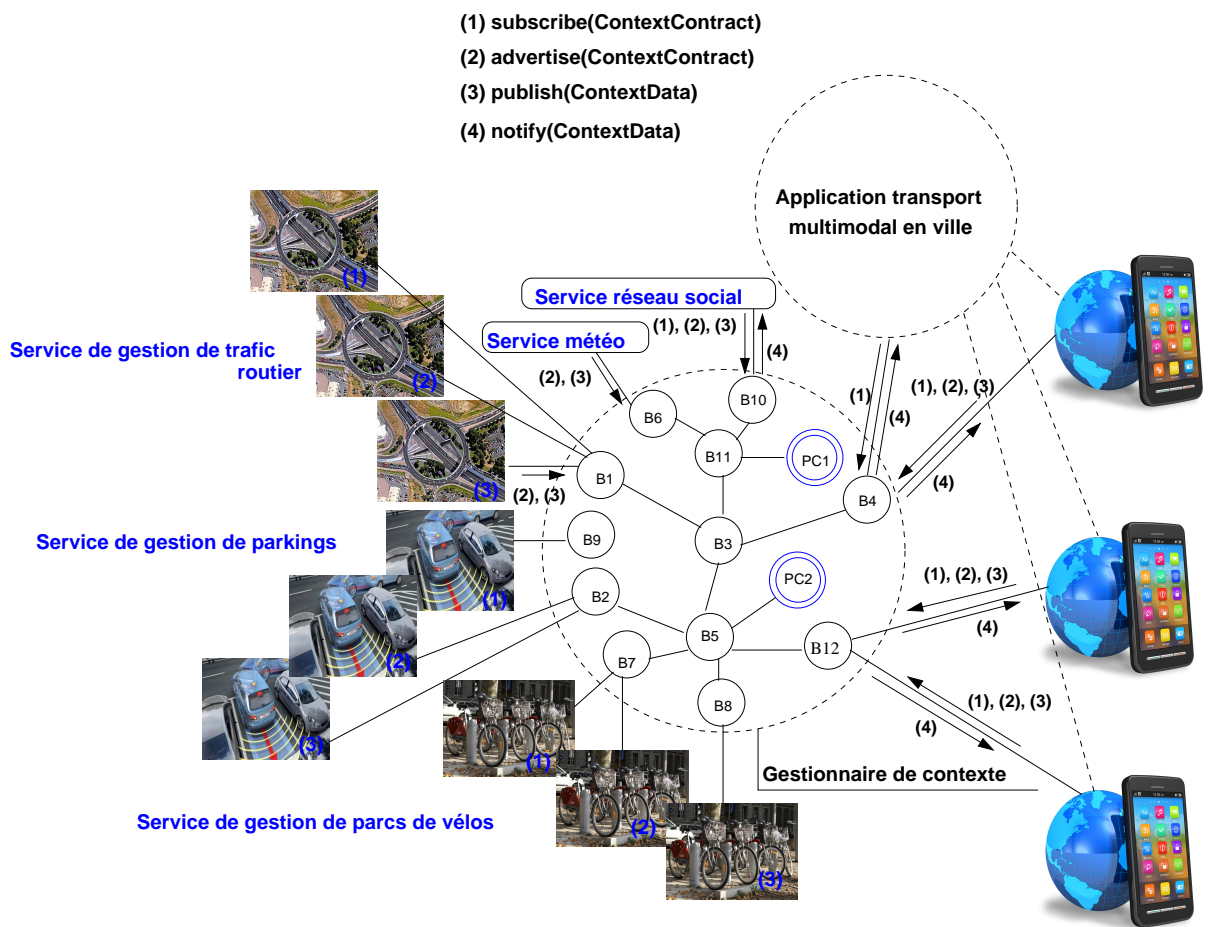 (1) subscribe(ContextContract)
(2) advertise(ContextContract)
(3) publish(ContextData)
(4) notify(ContextData)
Application transport
multimodal en ville
(1)
Service réseau social
(1), (2), (3)
(4)
Service météo
(2), (3)
Service de gestion de trafic
routier
(2)
(3)
(2), (3)
B6
B10
B11
PC1
B1
B4
(1)
(4)
(1), (2), (3)
(4)
Service de gestion de parkings
(1)
(2)
(3)
B9
B3
B2
PC2
B5
B7
B12
B8
(1), (2), (3)
(4)
(1), (2), (3)
(4)
Gestionnaire de contexte
Service de gestion de parcs de vélos
(1)
(2)
(3)